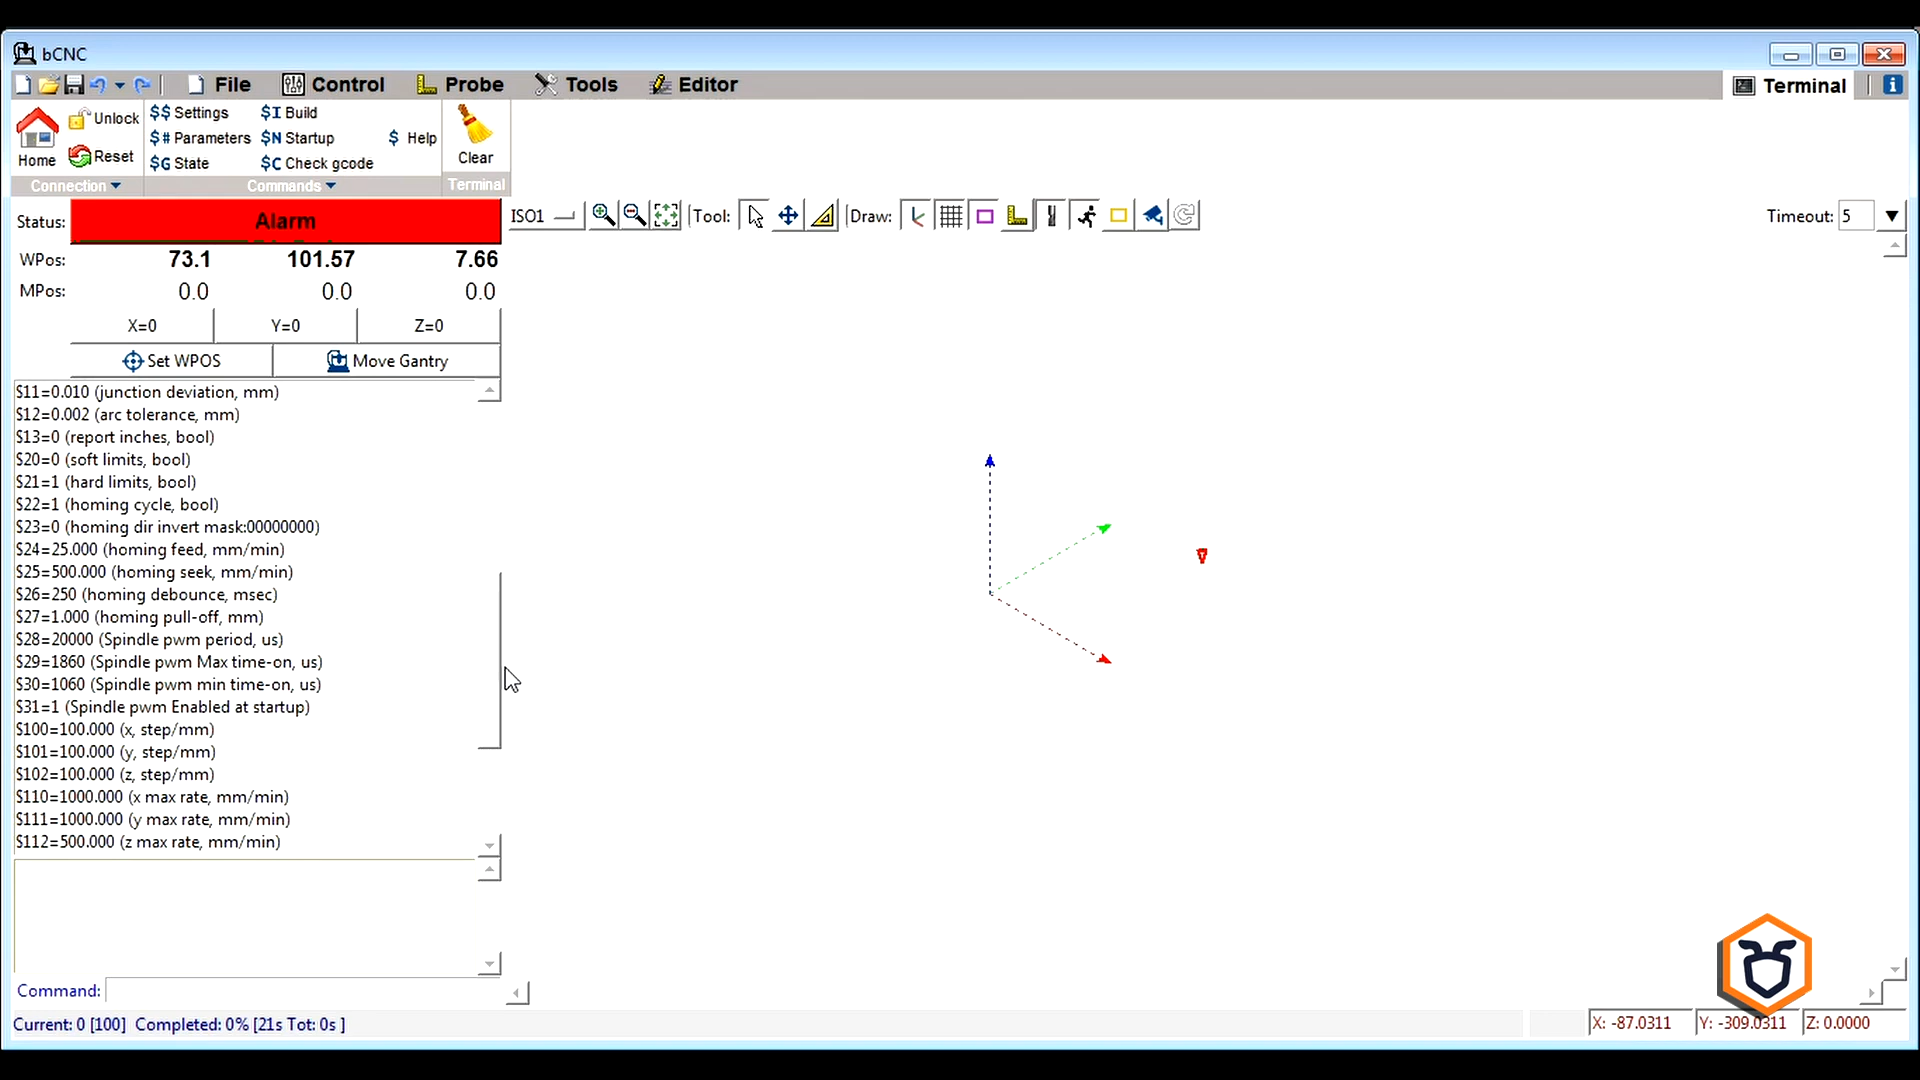 bCNC
File Control Probe Tools Editor Terminal
Home Unlock Reset
Connection
$$ Settings $I Build
$# Parameters $N Startup $ Help
$G State $C Check gcode
Commands
Clear
Terminal
Status: Alarm
WPos: 73.1 101.57 7.66
MPos: 0.0 0.0 0.0
X=0 Y=0 Z=0
Set WPOS Move Gantry
ISO1 Tool: Draw: Timeout: 5
$11=0.010 (junction deviation, mm)
$12=0.002 (arc tolerance, mm)
$13=0 (report inches, bool)
$20=0 (soft limits, bool)
$21=1 (hard limits, bool)
$22=1 (homing cycle, bool)
$23=0 (homing dir invert mask:00000000)
$24=25.000 (homing feed, mm/min)
$25=500.000 (homing seek, mm/min)
$26=250 (homing debounce, msec)
$27=1.000 (homing pull-off, mm)
$28=20000 (Spindle pwm period, us)
$29=1860 (Spindle pwm Max time-on, us)
$30=1060 (Spindle pwm min time-on, us)
$31=1 (Spindle pwm Enabled at startup)
$100=100.000 (x, step/mm)
$101=100.000 (y, step/mm)
$102=100.000 (z, step/mm)
$110=1000.000 (x max rate, mm/min)
$111=1000.000 (y max rate, mm/min)
$112=500.000 (z max rate, mm/min)
Command:
Current: 0 [100] Completed: 0% [21s Tot: 0s ]
X: -87.0311 Y: -309.0311 Z: 0.0000